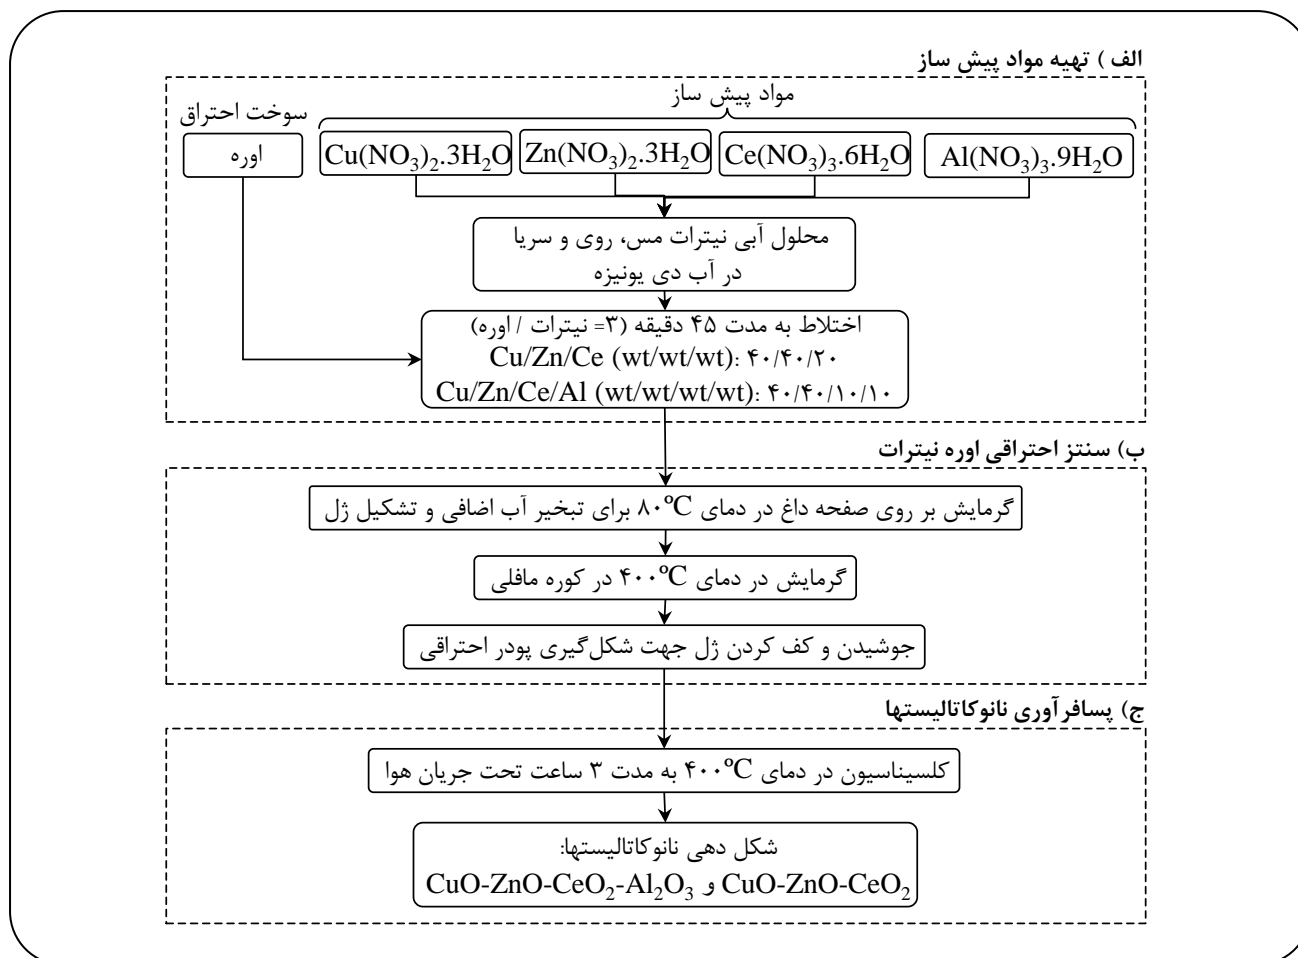 الف ) تهیه مواد پیش ساز
مواد پیش ساز
سوخت احتراق
اوره
Cu(NO₃)₂.3H₂O
Zn(NO₃)₂.3H₂O
Ce(NO₃)₃.6H₂O
Al(NO₃)₃.9H₂O
محلول آبی نیترات مس، روی و سریا
در آب دی یونیزه
اختلاط به مدت ۴۵ دقیقه (۳= نیترات / اوره)
Cu/Zn/Ce (wt/wt/wt): ۴۰/۴۰/۲۰
Cu/Zn/Ce/Al (wt/wt/wt/wt): ۴۰/۴۰/۱۰/۱۰
ب) سنتز احتراقی اوره نیترات
گرمایش بر روی صفحه داغ در دمای ۸۰°C برای تبخیر آب اضافی و تشکیل ژل
گرمایش در دمای ۴۰۰°C در کوره مافلی
جوشیدن و کف کردن ژل جهت شکل‌گیری پودر احتراقی
ج) پسافرآوری نانوکاتالیستها
کلسیناسیون در دمای ۴۰۰°C به مدت ۳ ساعت تحت جریان هوا
شکل دهی نانوکاتالیستها:
CuO-ZnO-CeO₂ و CuO-ZnO-CeO₂-Al₂O₃